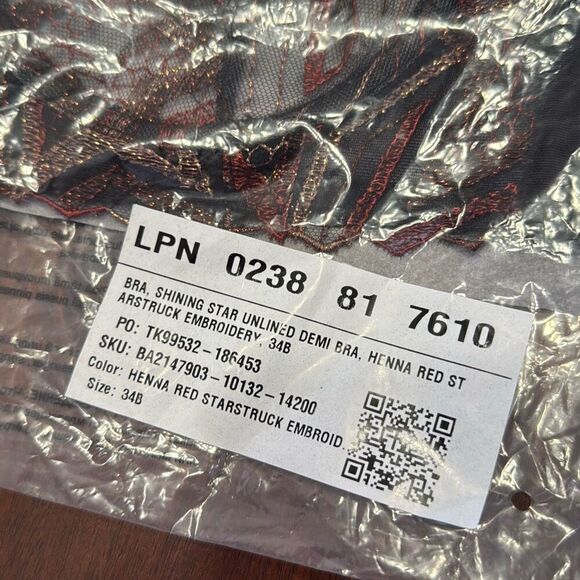 LPN 0238 81 7610
BRA, SHINING STAR UNLINED DEMI BRA, HENNA RED ST
ARSTRUCK EMBROIDERY, 34B
PO: TK99532-186453
SKU: BA2147903-10132-14200
Color: HENNA RED STARSTRUCK EMBROID
Size: 34B